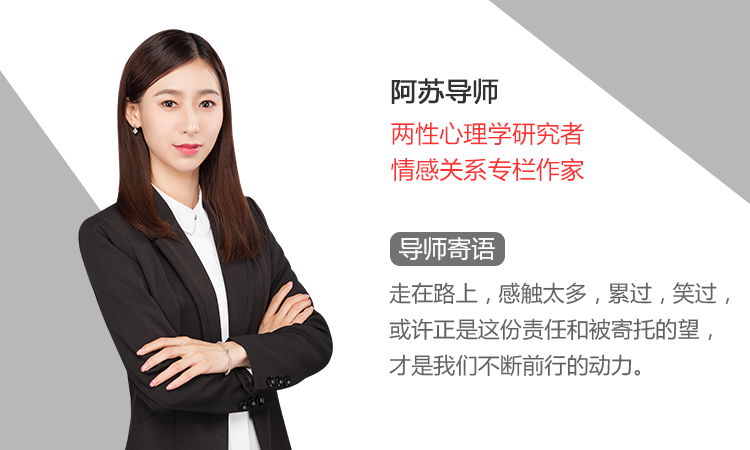 阿苏导师
两性心理学研究者
情感关系专栏作家
导师寄语
走在路上，感触太多，累过，笑过，
或许正是这份责任和被寄托的望，
才是我们不断前行的动力。